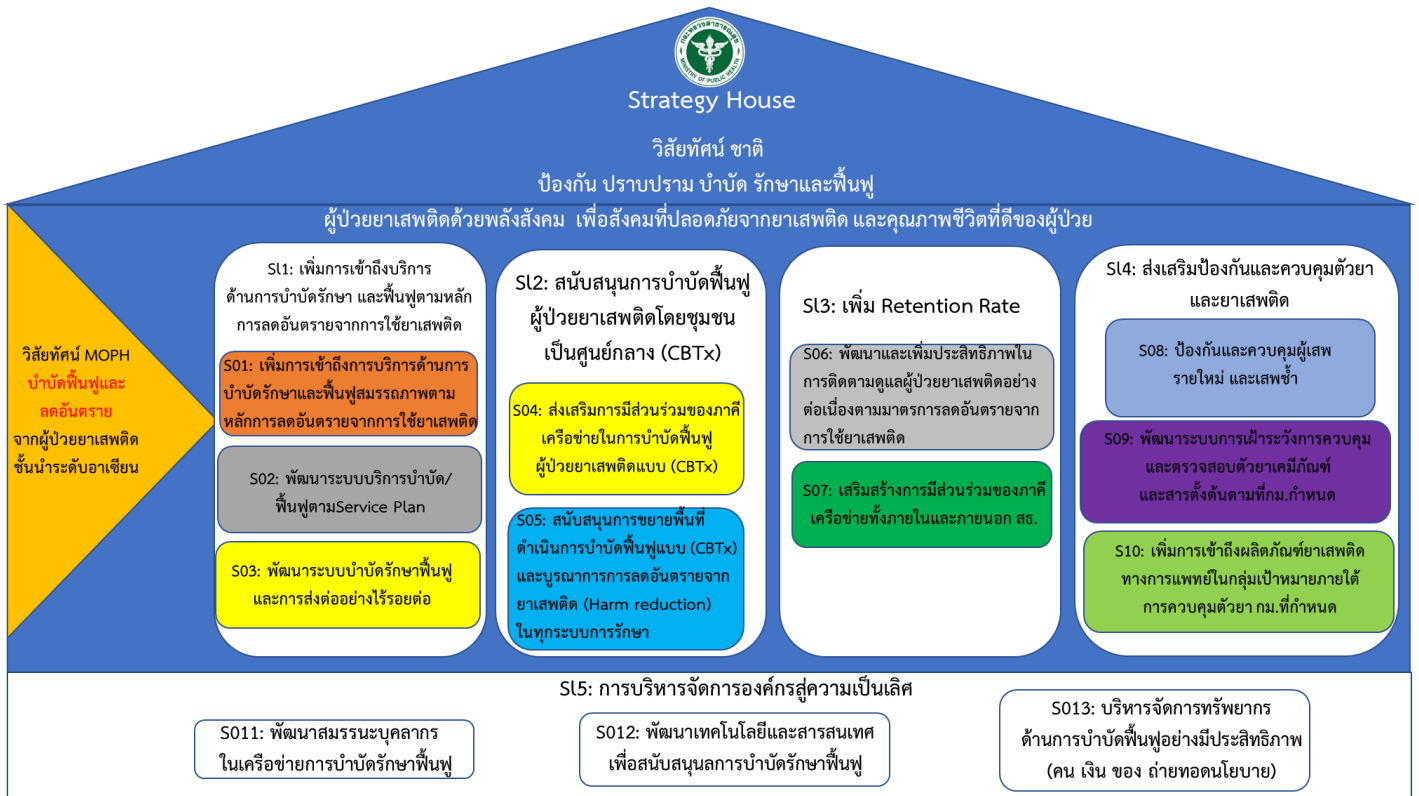 กระทรวงสาธารณสุข
MINISTRY OF PUBLIC HEALTH
Strategy House
วิสัยทัศน์ ชาติ
ป้องกัน ปราบปราม บำบัด รักษาและฟื้นฟู
ผู้ป่วยยาเสพติดด้วยพลังสังคม เพื่อสังคมที่ปลอดภัยจากยาเสพติด และคุณภาพชีวิตที่ดีของผู้ป่วย
วิสัยทัศน์ MOPH
บำบัดฟื้นฟูและ
ลดอันตราย
จากผู้ป่วยยาเสพติด
ชั้นนำระดับอาเซียน
Sl1: เพิ่มการเข้าถึงบริการ
ด้านการบำบัดรักษา และฟื้นฟูตามหลัก
การลดอันตรายจากการใช้ยาเสพติด
S01: เพิ่มการเข้าถึงการบริการด้านการ
บำบัดรักษาและฟื้นฟูสมรรถภาพตาม
หลักการลดอันตรายจากการใช้ยาเสพติด
S02: พัฒนาระบบบริการบำบัด/
ฟื้นฟูตามService Plan
S03: พัฒนาระบบบำบัดรักษาฟื้นฟู
และการส่งต่ออย่างไร้รอยต่อ
Sl2: สนับสนุนการบำบัดฟื้นฟู
ผู้ป่วยยาเสพติดโดยชุมชน
เป็นศูนย์กลาง (CBTx)
S04: ส่งเสริมการมีส่วนร่วมของภาคี
เครือข่ายในการบำบัดฟื้นฟู
ผู้ป่วยยาเสพติดแบบ (CBTx)
S05: สนับสนุนการขยายพื้นที่
ดำเนินการบำบัดฟื้นฟูแบบ (CBTx)
และบูรณาการการลดอันตรายจาก
ยาเสพติด (Harm reduction)
ในทุกระบบการรักษา
Sl3: เพิ่ม Retention Rate
S06: พัฒนาและเพิ่มประสิทธิภาพใน
การติดตามดูแลผู้ป่วยยาเสพติดอย่าง
ต่อเนื่องตามมาตรการลดอันตรายจาก
การใช้ยาเสพติด
S07: เสริมสร้างการมีส่วนร่วมของภาคี
เครือข่ายทั้งภายในและภายนอก สธ.
Sl4: ส่งเสริมป้องกันและควบคุมตัวยา
และยาเสพติด
S08: ป้องกันและควบคุมผู้เสพ
รายใหม่ และเสพซ้ำ
S09: พัฒนาระบบการเฝ้าระวังการควบคุม
และตรวจสอบตัวยาเคมีภัณฑ์
และสารตั้งต้นตามที่กม.กำหนด
S10: เพิ่มการเข้าถึงผลิตภัณฑ์ยาเสพติด
ทางการแพทย์ในกลุ่มเป้าหมายภายใต้
การควบคุมตัวยา กม.ที่กำหนด
Sl5: การบริหารจัดการองค์กรสู่ความเป็นเลิศ
S011: พัฒนาสมรรนะบุคลากร
ในเครือข่ายการบำบัดรักษาฟื้นฟู
S012: พัฒนาเทคโนโลยีและสารสนเทศ
เพื่อสนับสนุนลการบำบัดรักษาฟื้นฟู
S013: บริหารจัดการทรัพยากร
ด้านการบำบัดฟื้นฟูอย่างมีประสิทธิภาพ
(คน เงิน ของ ถ่ายทอดนโยบาย)